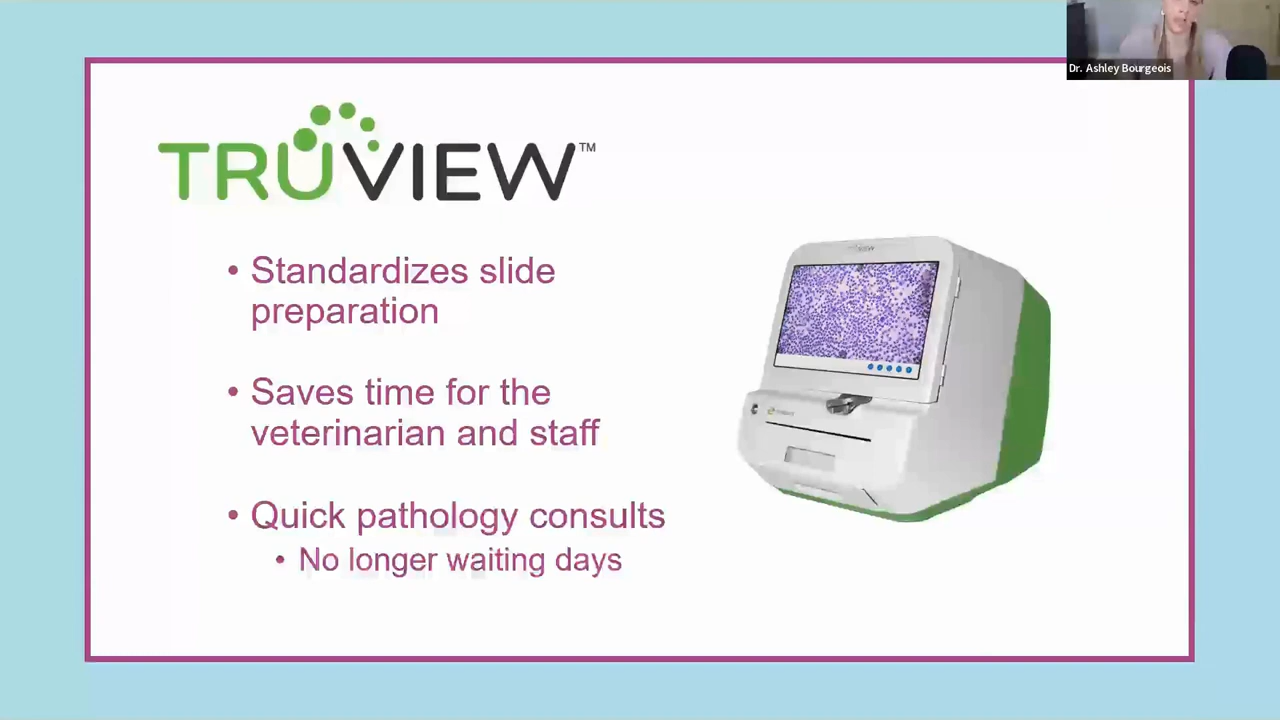 Dr. Ashley Bourgeois
TRUVIEW™
• Standardizes slide
preparation
• Saves time for the
veterinarian and staff
• Quick pathology consults
• No longer waiting days